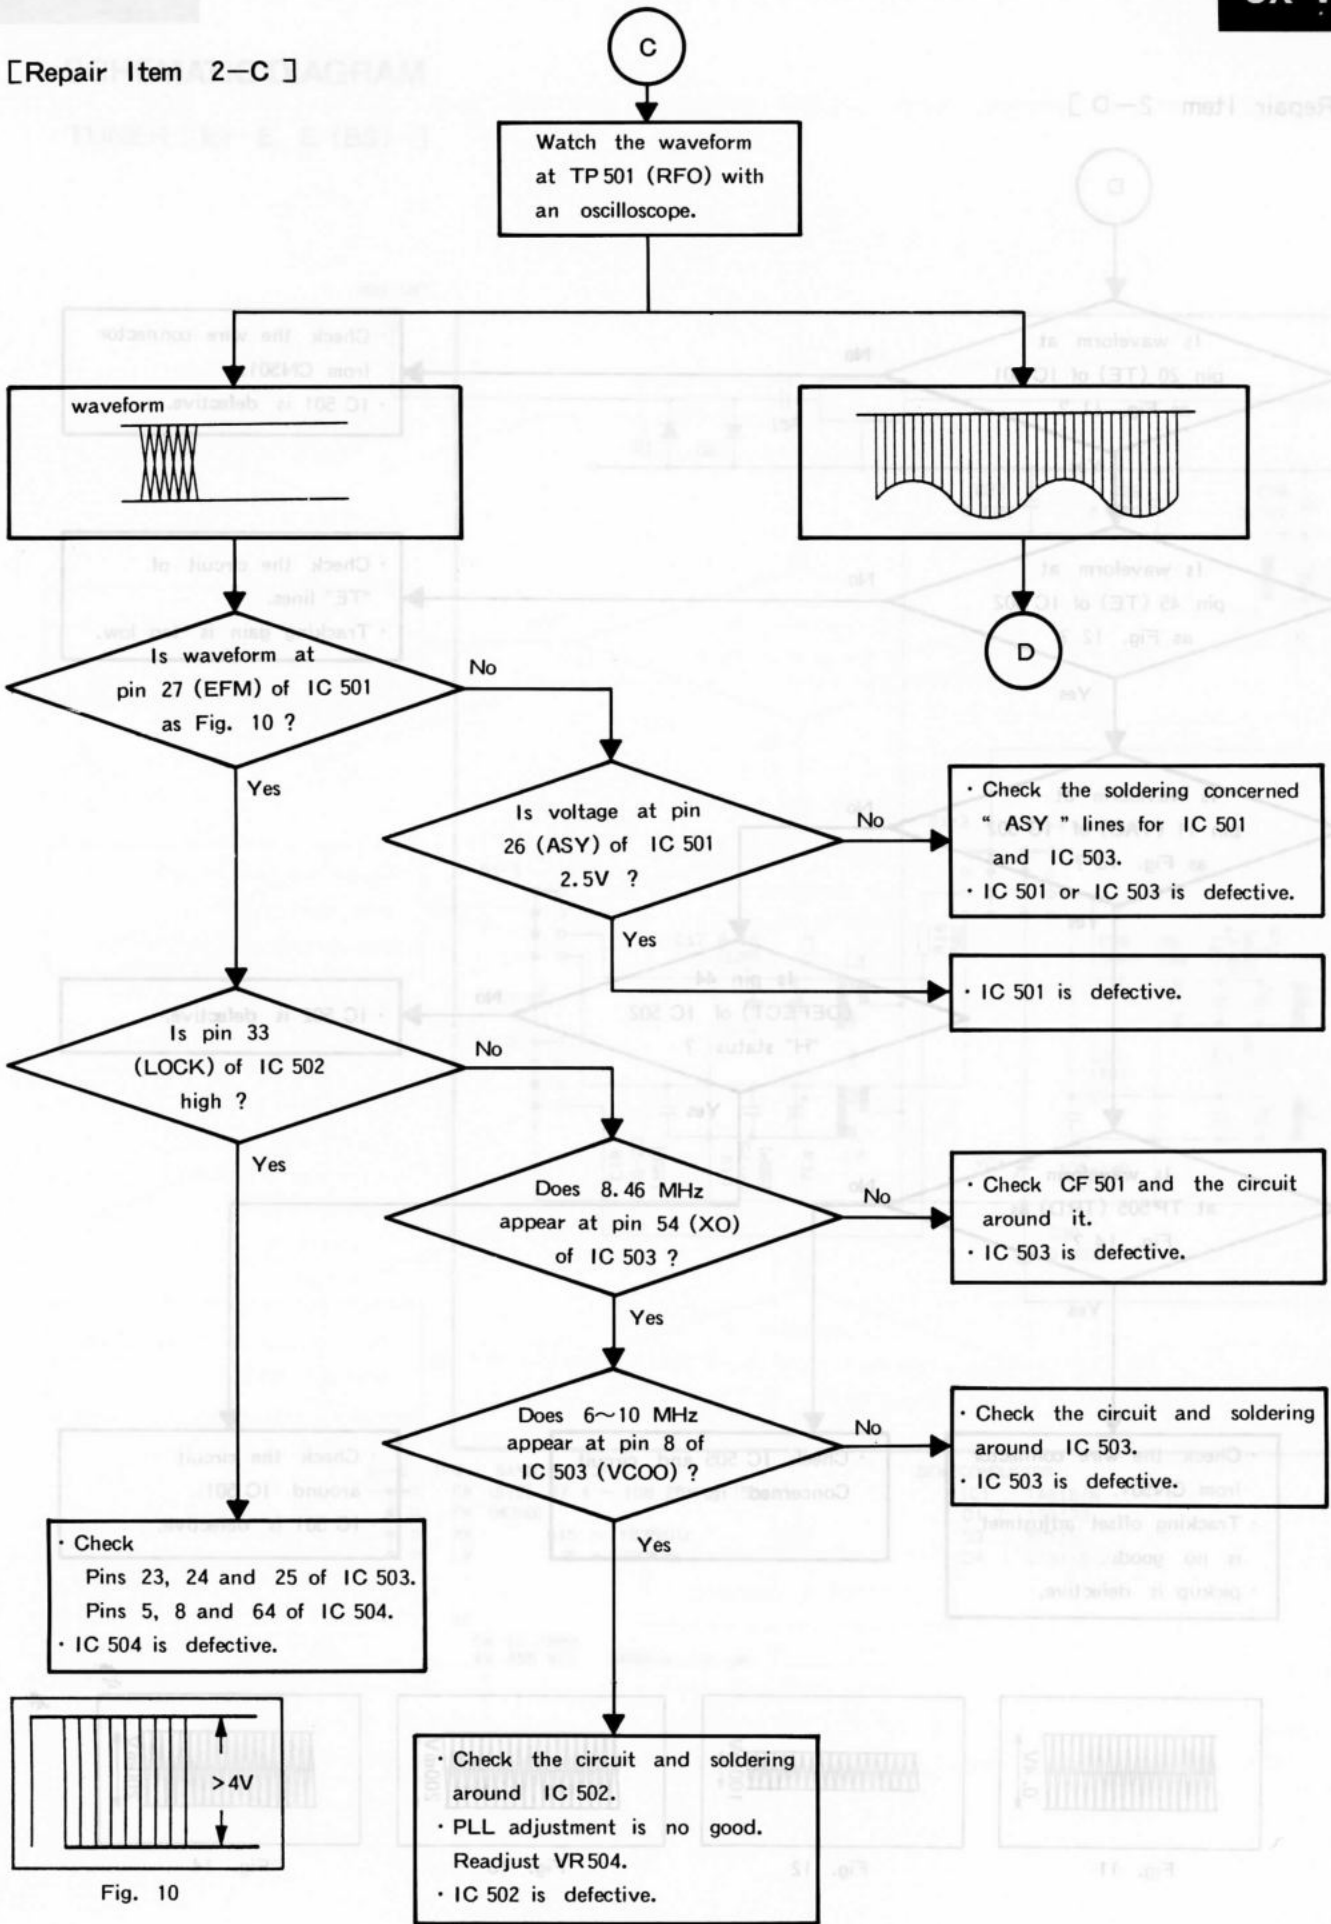 [Repair Item 2-C]
C
Watch the waveform
at TP501 (RFO) with
an oscilloscope.
waveform
D
Is waveform at
pin 27 (EFM) of IC 501
as Fig. 10 ?
No
Yes
Is voltage at pin
26 (ASY) of IC 501
2.5V ?
No
Yes
· Check the soldering concerned
" ASY " lines for IC 501
and IC 503.
· IC 501 or IC 503 is defective.
· IC 501 is defective.
Is pin 33
(LOCK) of IC 502
high ?
No
Yes
Does 8.46 MHz
appear at pin 54 (XO)
of IC 503 ?
No
Yes
· Check CF501 and the circuit
around it.
· IC 503 is defective.
Does 6~10 MHz
appear at pin 8 of
IC 503 (VCOO) ?
No
Yes
· Check the circuit and soldering
around IC 503.
· IC 503 is defective.
· Check
Pins 23, 24 and 25 of IC 503.
Pins 5, 8 and 64 of IC 504.
· IC 504 is defective.
>4V
Fig. 10
· Check the circuit and soldering
around IC 502.
· PLL adjustment is no good.
Readjust VR504.
· IC 502 is defective.